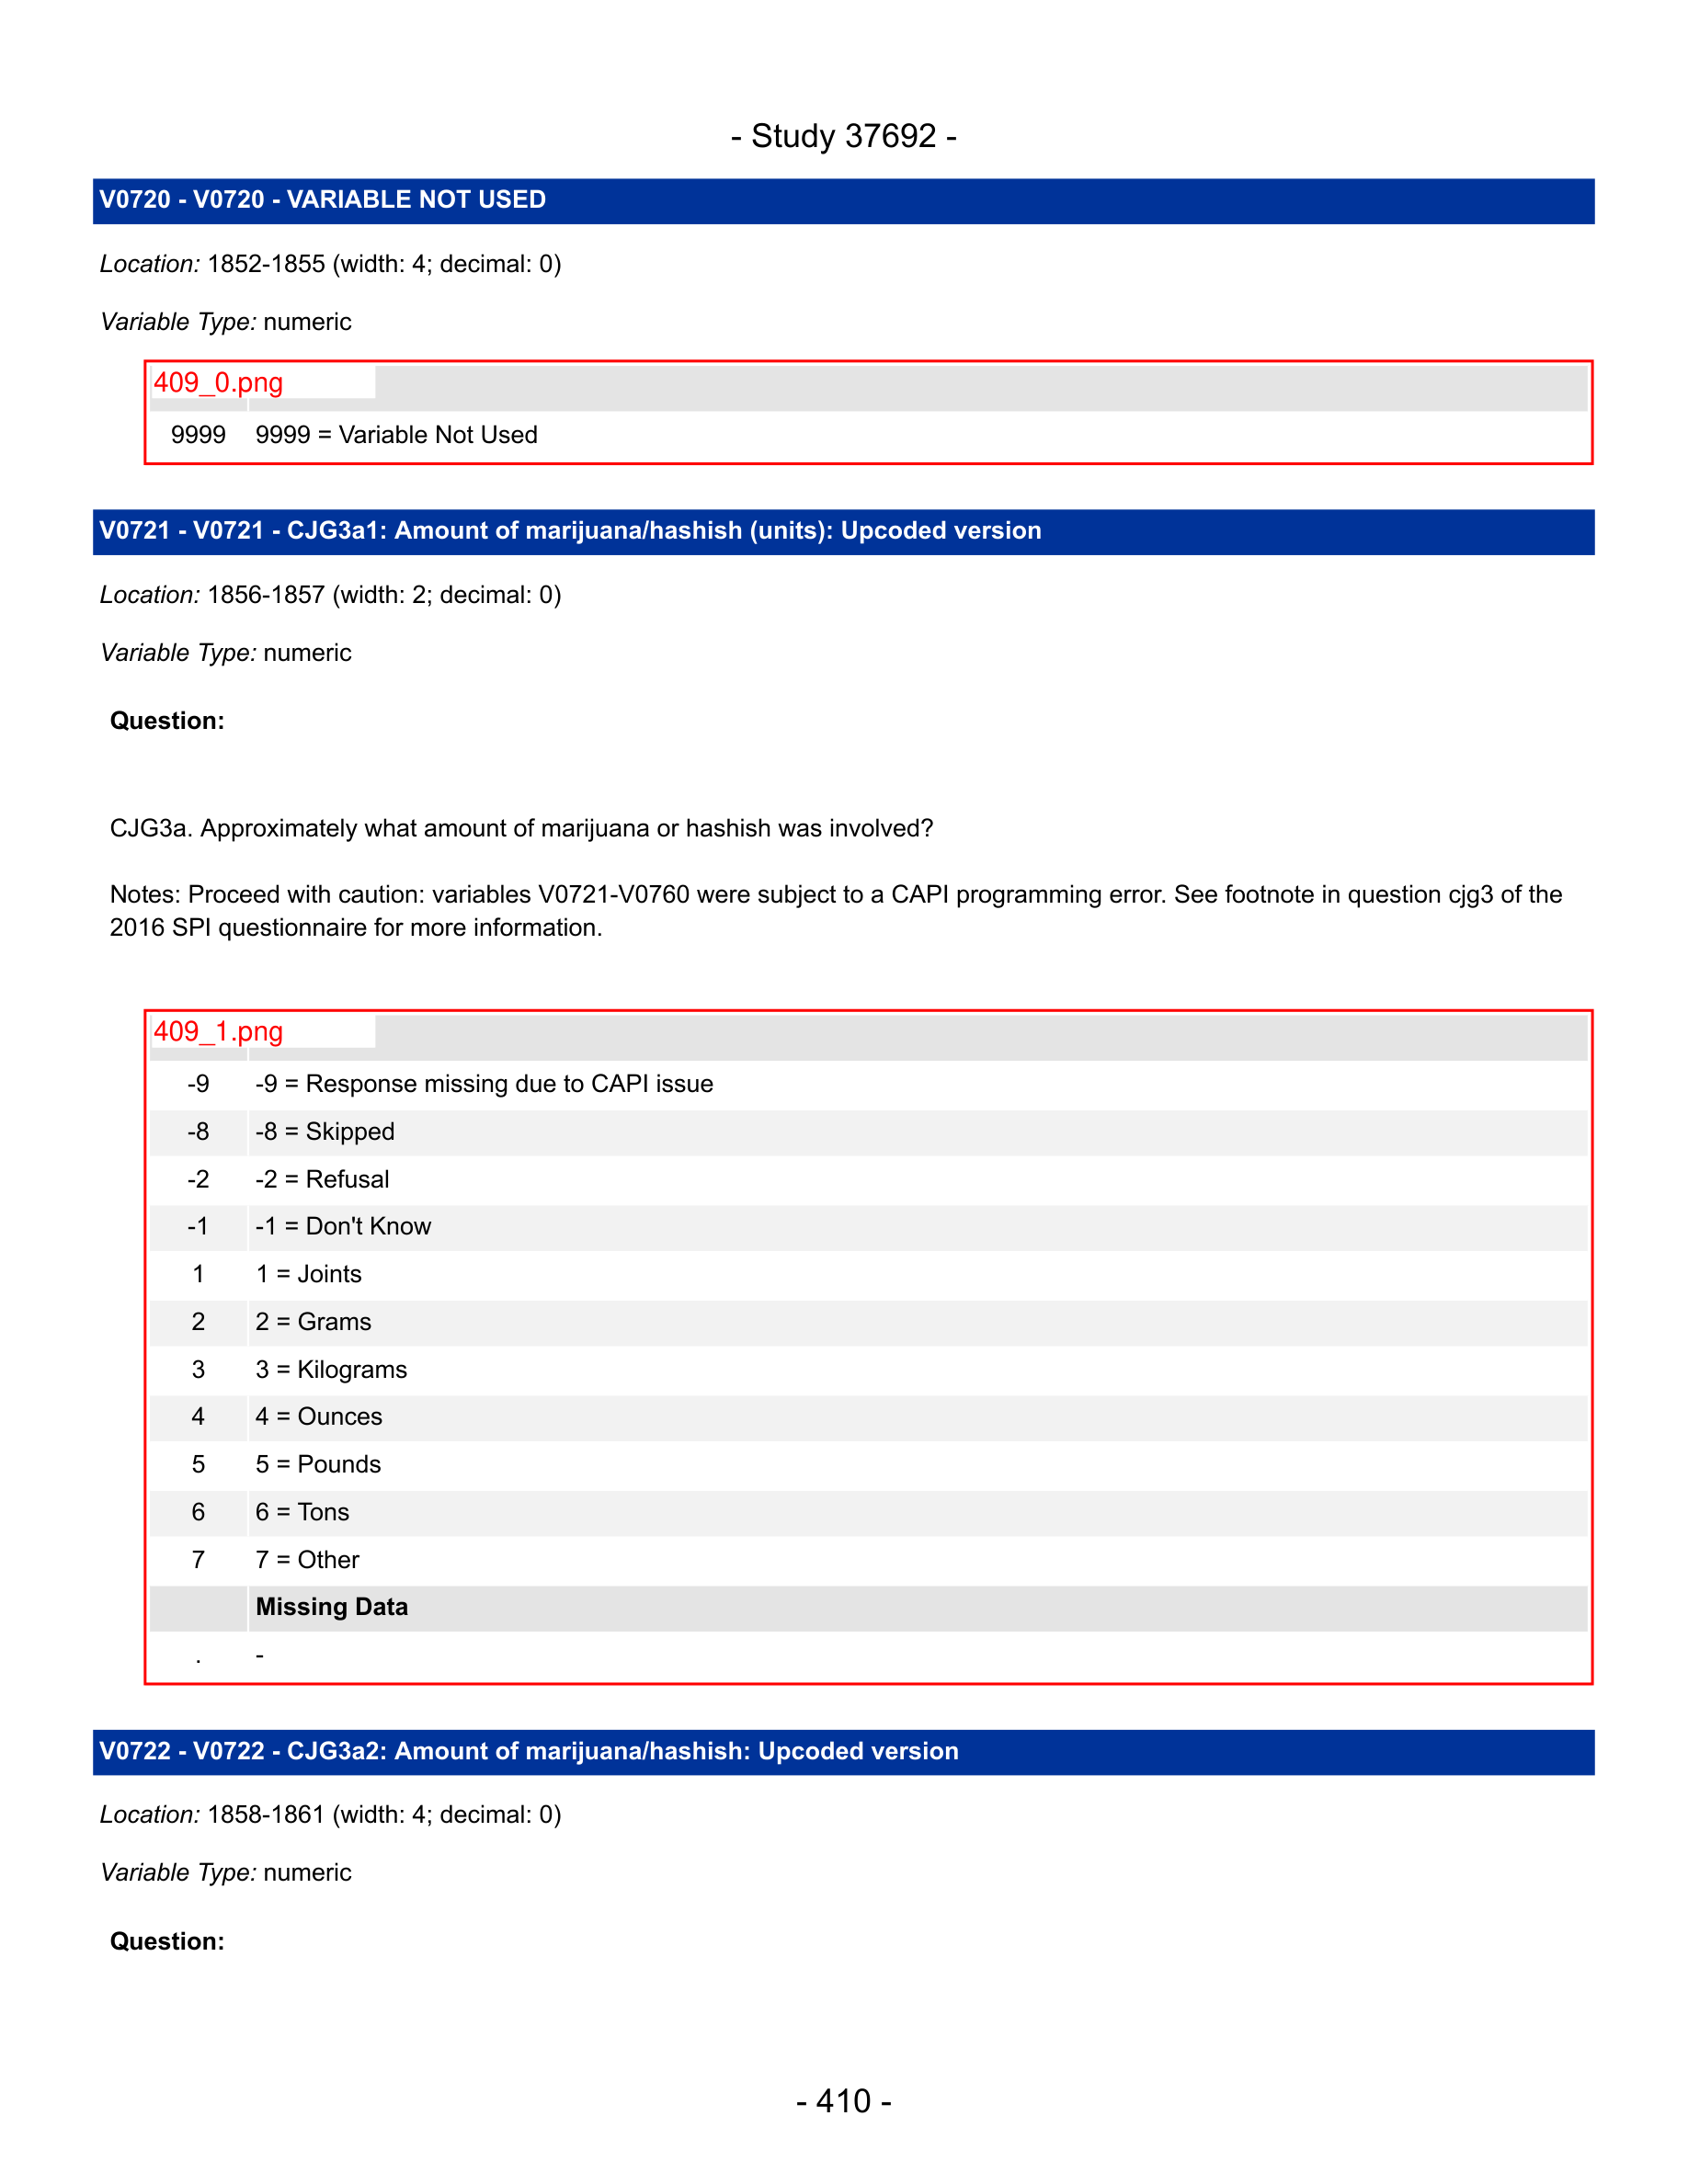 - Study 37692 -
V0720 - V0720 - VARIABLE NOT USED
Location: 1852-1855 (width: 4; decimal: 0)
Variable Type: numeric
409_0.png
9999 9999 = Variable Not Used
V0721 - V0721 - CJG3a1: Amount of marijuana/hashish (units): Upcoded version
Location: 1856-1857 (width: 2; decimal: 0)
Variable Type: numeric
Question:
CJG3a. Approximately what amount of marijuana or hashish was involved?
Notes: Proceed with caution: variables V0721-V0760 were subject to a CAPI programming error. See footnote in question cjg3 of the
2016 SPI questionnaire for more information.
409_1.png
-9 -9 = Response missing due to CAPI issue
-8 -8 = Skipped
-2 -2 = Refusal
-1 -1 = Don't Know
1 1 = Joints
2 2 = Grams
3 3 = Kilograms
4 4 = Ounces
5 5 = Pounds
6 6 = Tons
7 7 = Other
Missing Data
. -
V0722 - V0722 - CJG3a2: Amount of marijuana/hashish: Upcoded version
Location: 1858-1861 (width: 4; decimal: 0)
Variable Type: numeric
Question:
- 410 -